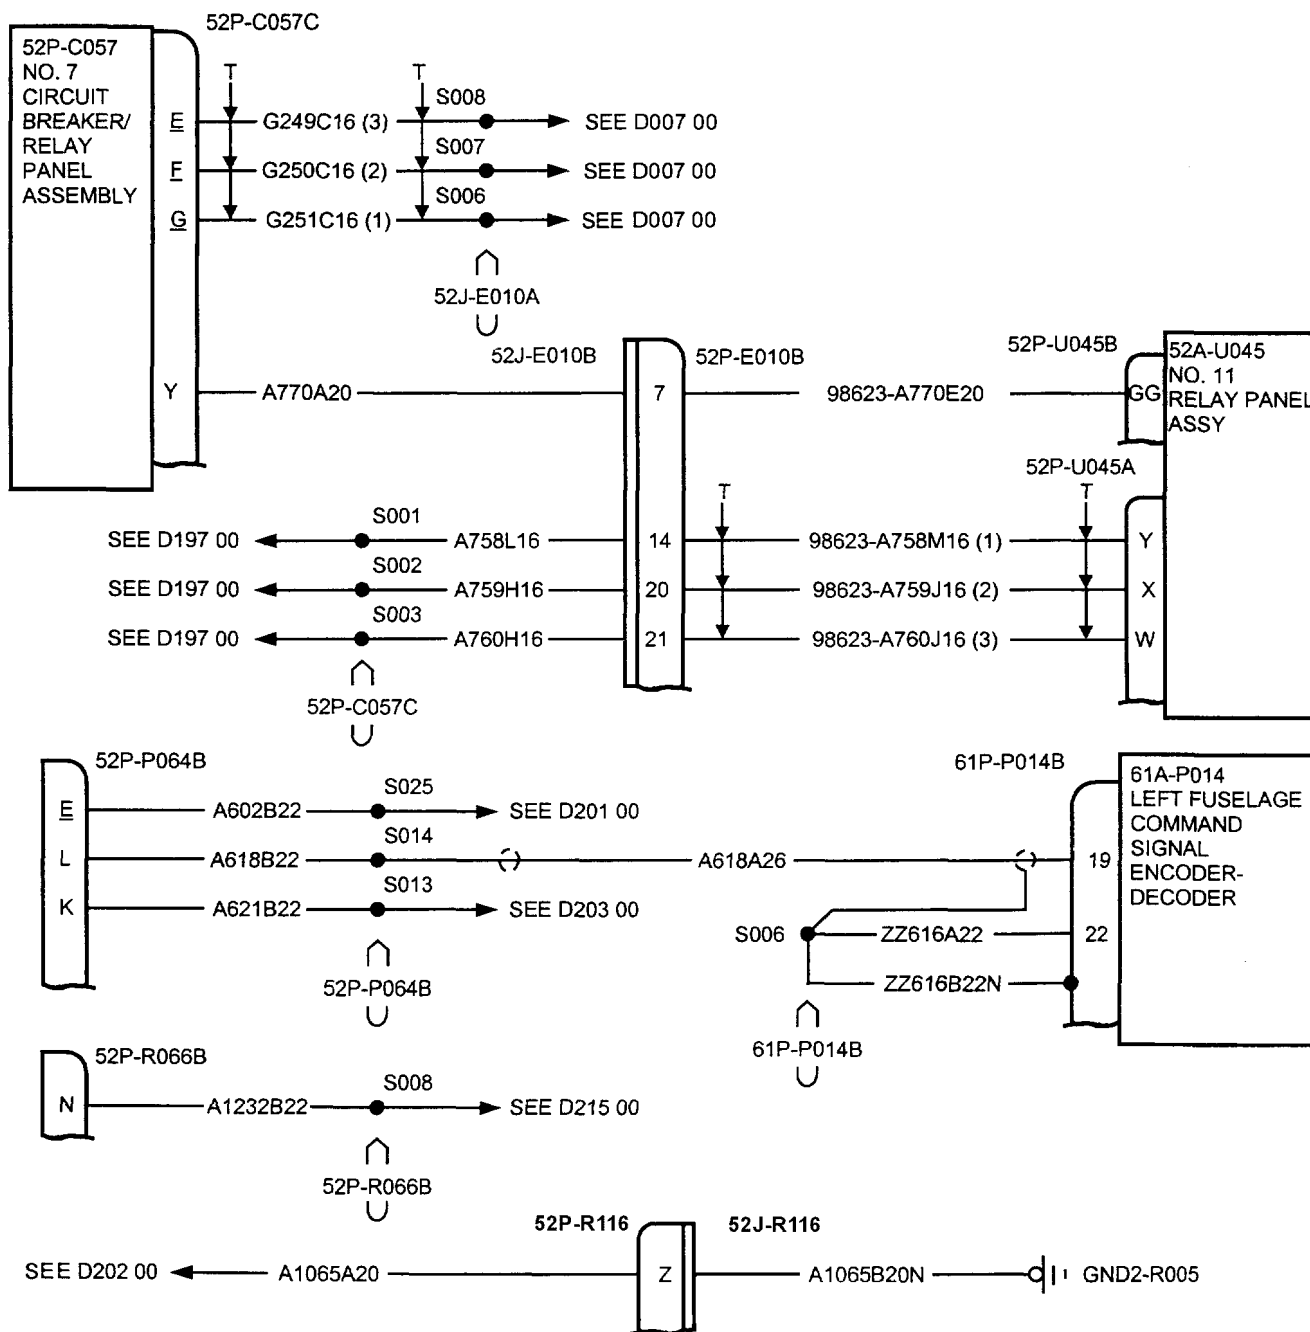 52P-C057C
52P-C057
NO. 7
CIRCUIT
BREAKER/
RELAY
PANEL
ASSEMBLY
T T
E G249C16 (3) S008 SEE D007 00
F G250C16 (2) S007 SEE D007 00
G G251C16 (1) S006 SEE D007 00
52J-E010A
52J-E010B 52P-E010B 52P-U045B
52A-U045
NO. 11
RELAY PANEL
ASSY
Y A770A20 7 98623-A770E20 GG
52P-U045A
T T
SEE D197 00 S001 A758L16 14 98623-A758M16 (1) Y
SEE D197 00 S002 A759H16 20 98623-A759J16 (2) X
SEE D197 00 S003 A760H16 21 98623-A760J16 (3) W
52P-C057C
52P-P064B 61P-P014B
61A-P014
LEFT FUSELAGE
COMMAND
SIGNAL
ENCODER-
DECODER
E A602B22 S025 SEE D201 00
L A618B22 S014 A618A26 19
K A621B22 S013 SEE D203 00
S006 ZZ616A22 22
ZZ616B22N
52P-P064B
61P-P014B
52P-R066B
N A1232B22 S008 SEE D215 00
52P-R066B
52P-R116 52J-R116
SEE D202 00 A1065A20 Z A1065B20N GND2-R005